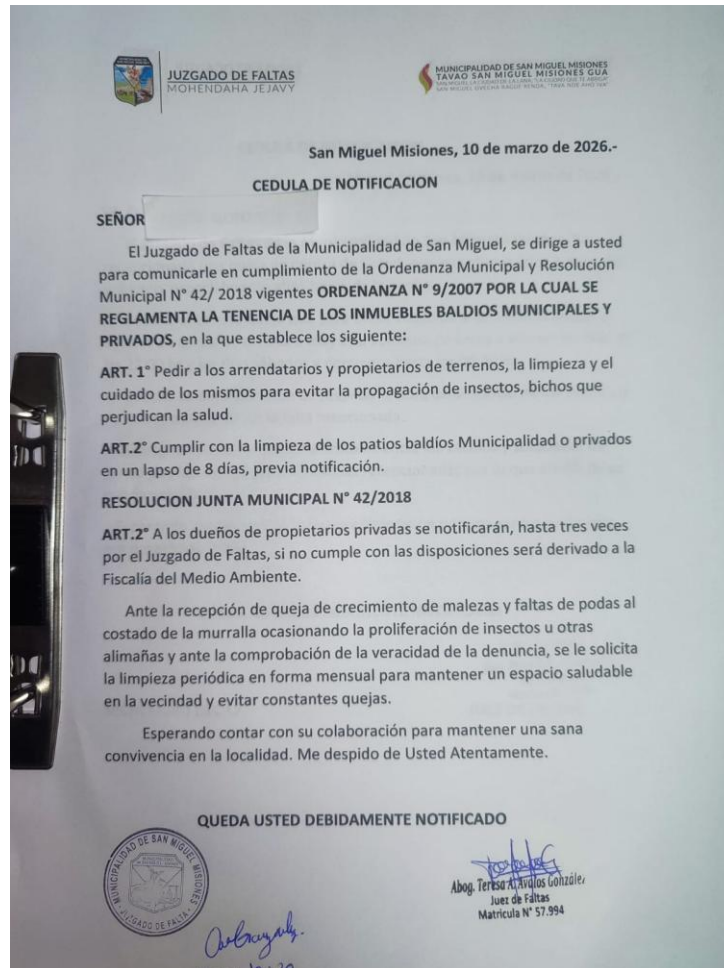 JUZGADO DE FALTAS
MOHENDAHA JEJAVY
MUNICIPALIDAD DE SAN MIGUEL MISIONES
TAVAO SAN MIGUEL MISIONES GUA
San Miguel Misiones, 10 de marzo de 2026.-
CEDULA DE NOTIFICACION
SEÑOR
El Juzgado de Faltas de la Municipalidad de San Miguel, se dirige a usted
para comunicarle en cumplimiento de la Ordenanza Municipal y Resolución
Municipal N° 42/ 2018 vigentes ORDENANZA N° 9/2007 POR LA CUAL SE
REGLAMENTA LA TENENCIA DE LOS INMUEBLES BALDIOS MUNICIPALES Y
PRIVADOS, en la que establece los siguiente:
ART. 1° Pedir a los arrendatarios y propietarios de terrenos, la limpieza y el
cuidado de los mismos para evitar la propagación de insectos, bichos que
perjudican la salud.
ART.2° Cumplir con la limpieza de los patios baldíos Municipalidad o privados
en un lapso de 8 días, previa notificación.
RESOLUCION JUNTA MUNICIPAL N° 42/2018
ART.2° A los dueños de propietarios privadas se notificarán, hasta tres veces
por el Juzgado de Faltas, si no cumple con las disposiciones será derivado a la
Fiscalía del Medio Ambiente.
Ante la recepción de queja de crecimiento de malezas y faltas de podas al
costado de la murralla ocasionando la proliferación de insectos u otras
alimañas y ante la comprobación de la veracidad de la denuncia, se le solicita
la limpieza periódica en forma mensual para mantener un espacio saludable
en la vecindad y evitar constantes quejas.
Esperando contar con su colaboración para mantener una sana
convivencia en la localidad. Me despido de Usted Atentamente.
QUEDA USTED DEBIDAMENTE NOTIFICADO
MUNICIPALIDAD DE SAN MIGUEL MISIONES
JUZGADO DE FALTA
Abog. Teresa A. Avalos González
Juez de Faltas
Matricula N° 57.994